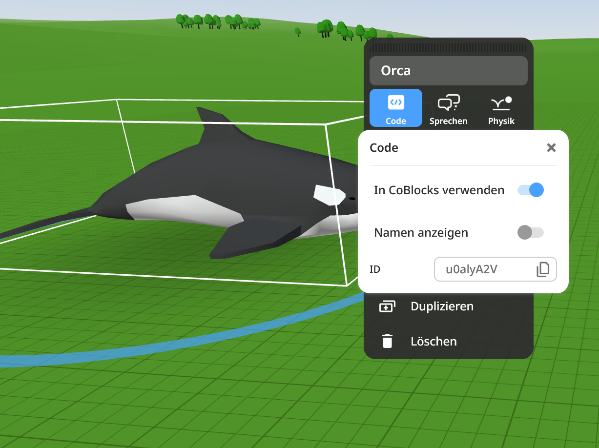 Orca
Code Sprechen Physik
Code
In CoBlocks verwenden
Namen anzeigen
ID u0alyA2V
Duplizieren
Löschen